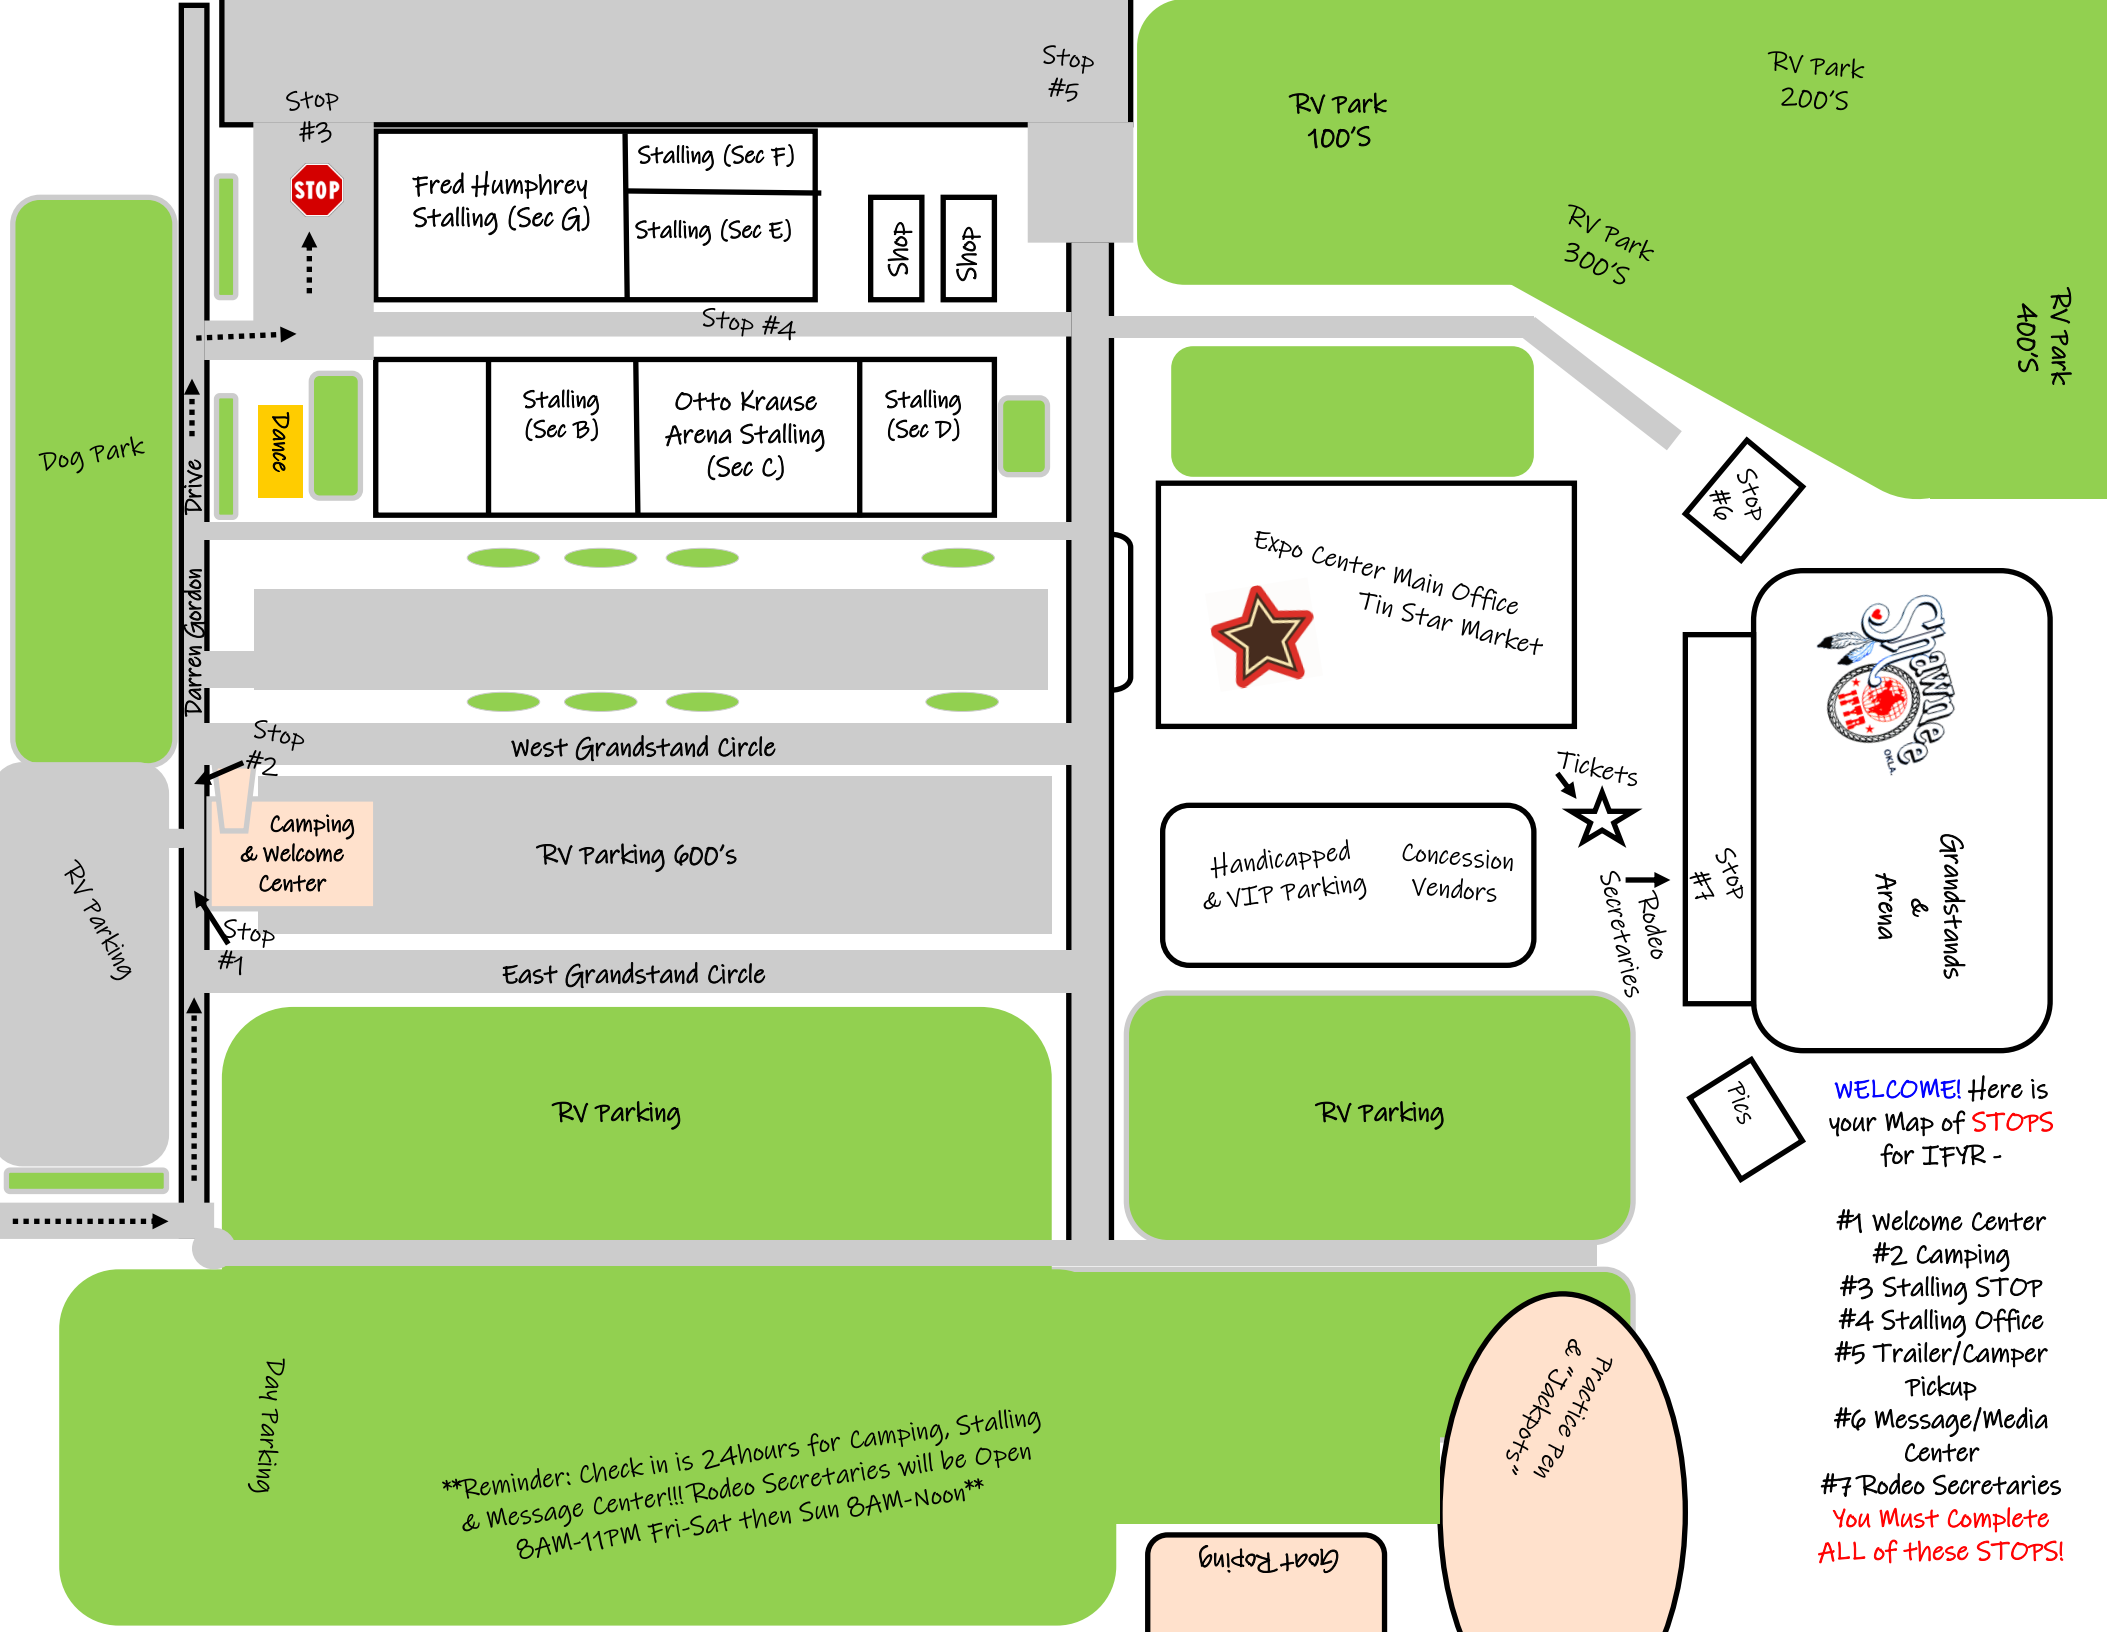 Stop
#5
RV Park
200'S
Stop
#3
RV Park
100'S
STOP
Stalling (Sec F)
Fred Humphrey
Stalling (Sec G)
Stalling (Sec E)
Shop
Shop
RV Park
300'S
RV Park
400'S
Stop #4
Dog Park
Dance
Stalling
(Sec B)
Otto Krause
Arena Stalling
(Sec C)
Stalling
(Sec D)
Darren Gordon Drive
Stop
#6
Expo Center Main Office
Tin Star Market
Shawnee
OKLA.
IFYR
Stop
#2
West Grandstand Circle
Tickets
Camping
& Welcome
Center
RV Parking 600's
Handicapped
& VIP Parking
Concession
Vendors
Stop
#7
Rodeo
Secretaries
Grandstands
&
Arena
RV Parking
Stop
#1
East Grandstand Circle
RV Parking
RV Parking
Pics
WELCOME! Here is
your Map of STOPS
for IFYR -
#1 Welcome Center
#2 Camping
#3 Stalling STOP
#4 Stalling Office
#5 Trailer/Camper
Pickup
#6 Message/Media
Center
#7 Rodeo Secretaries
You Must Complete
ALL of these STOPS!
Day Parking
**Reminder: Check in is 24hours for Camping, Stalling
& Message Center!!! Rodeo Secretaries will be Open
8AM-11PM Fri-Sat then Sun 8AM-Noon**
Practice Pen
& "Jackpots"
Goat Roping